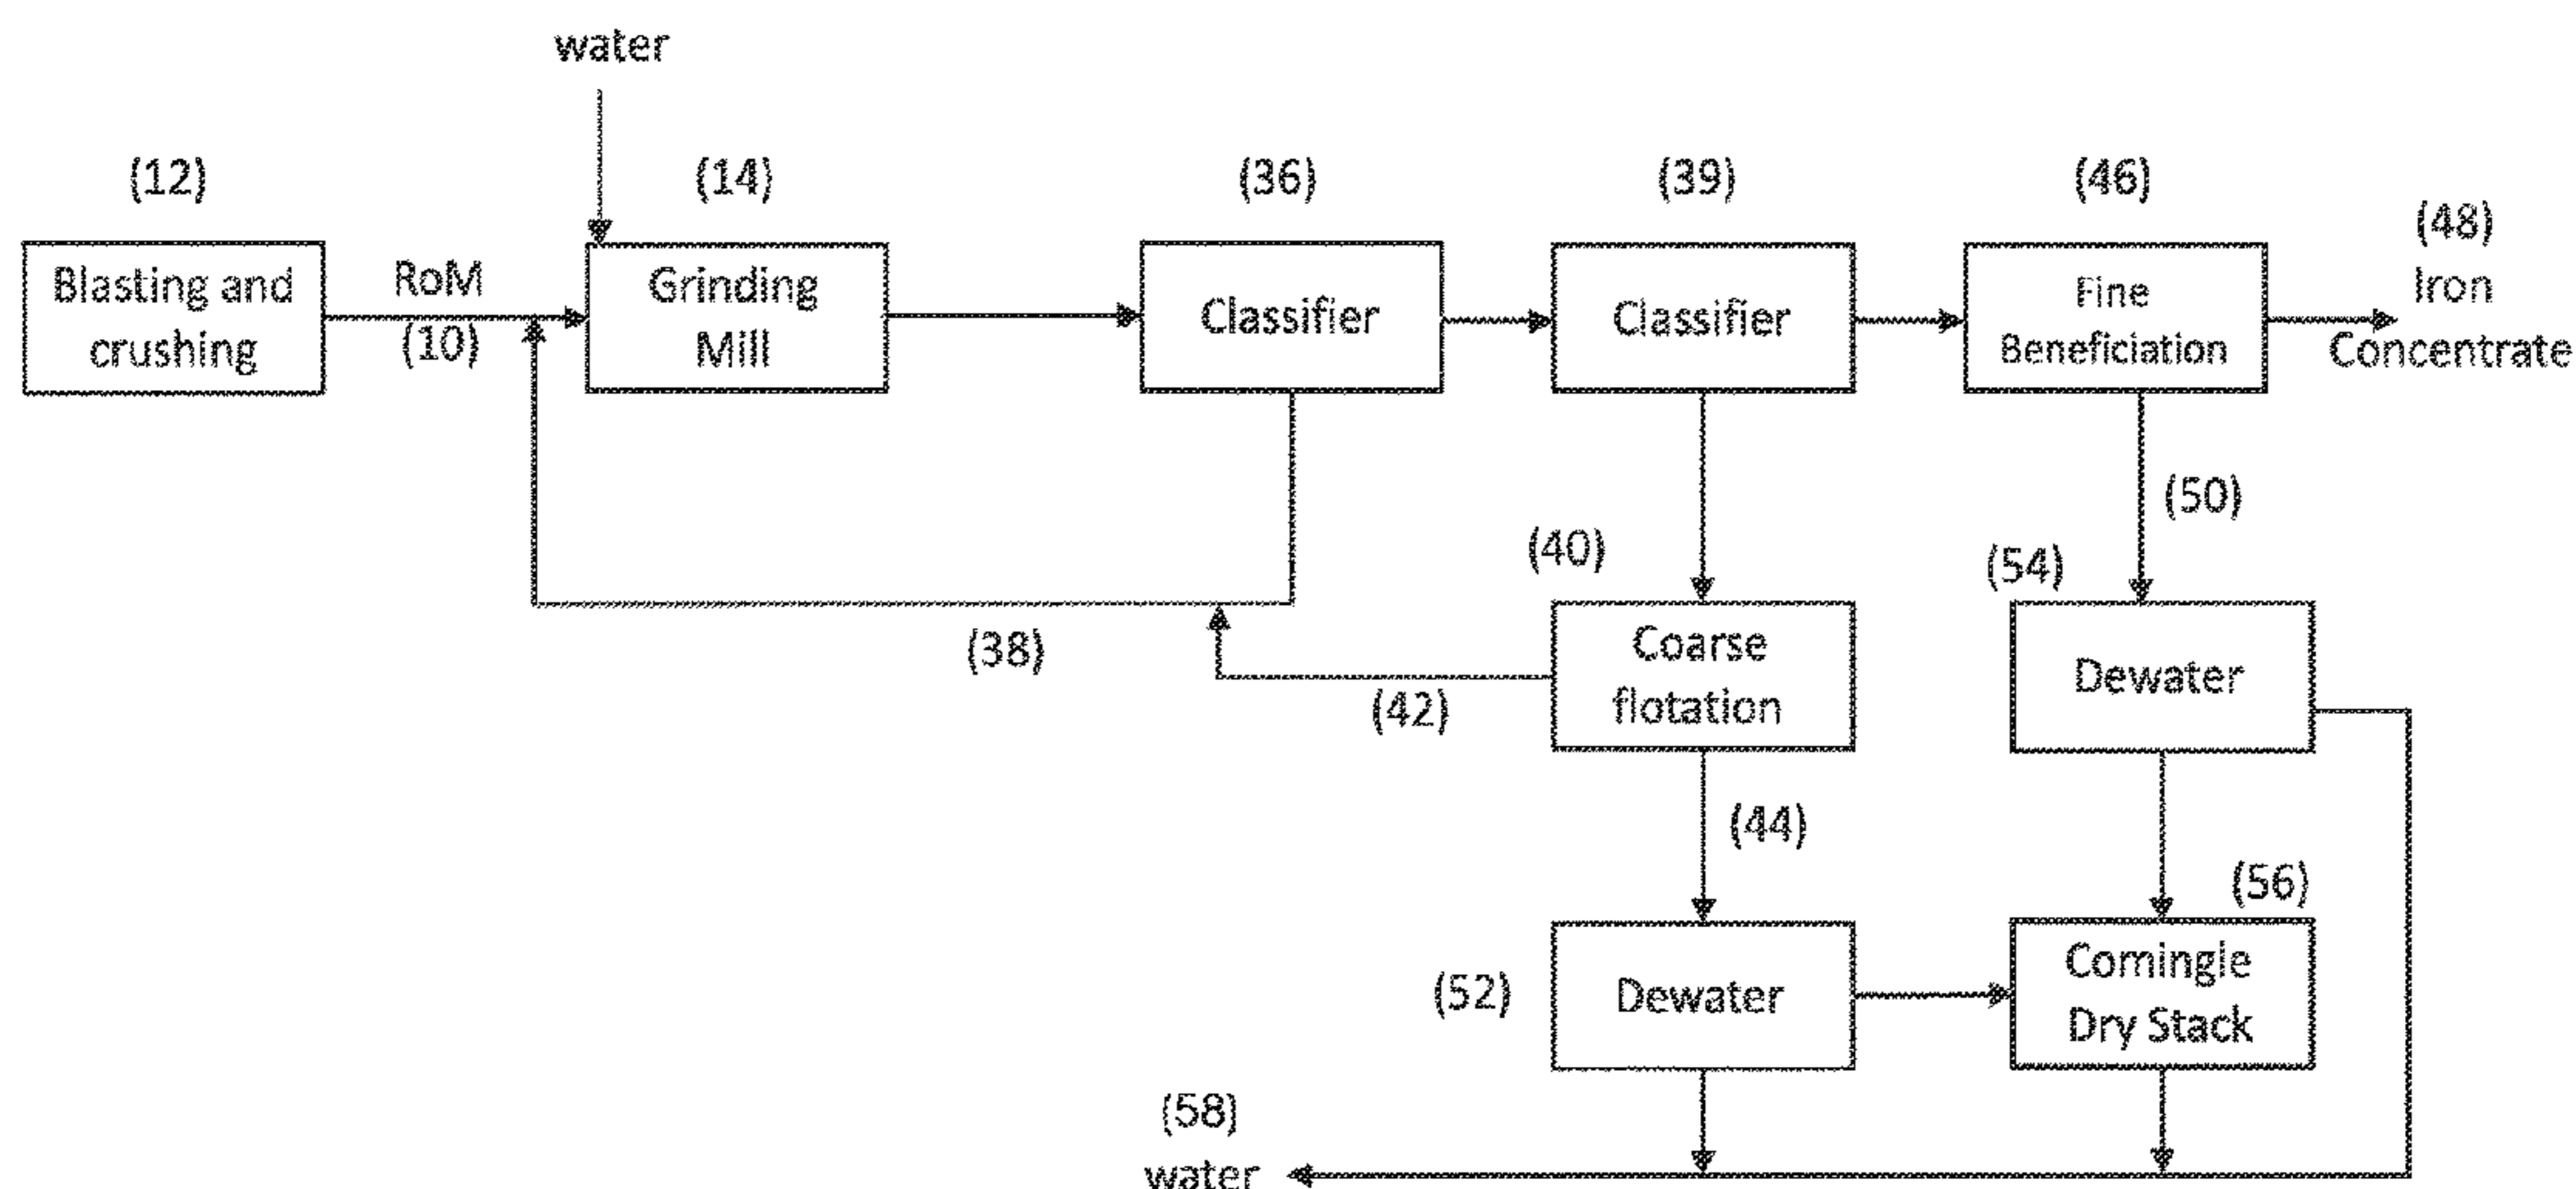 water
(12)
(14)
(36)
(39)
(46)
(48)
Blasting and
crushing
RoM
(10)
Grinding
Mill
Classifier
Classifier
Fine
Beneficiation
Iron
Concentrate
(50)
(40)
(54)
(38)
(42)
Coarse
flotation
Dewater
(44)
(56)
(52)
Dewater
Comingle
Dry Stack
(58)
water